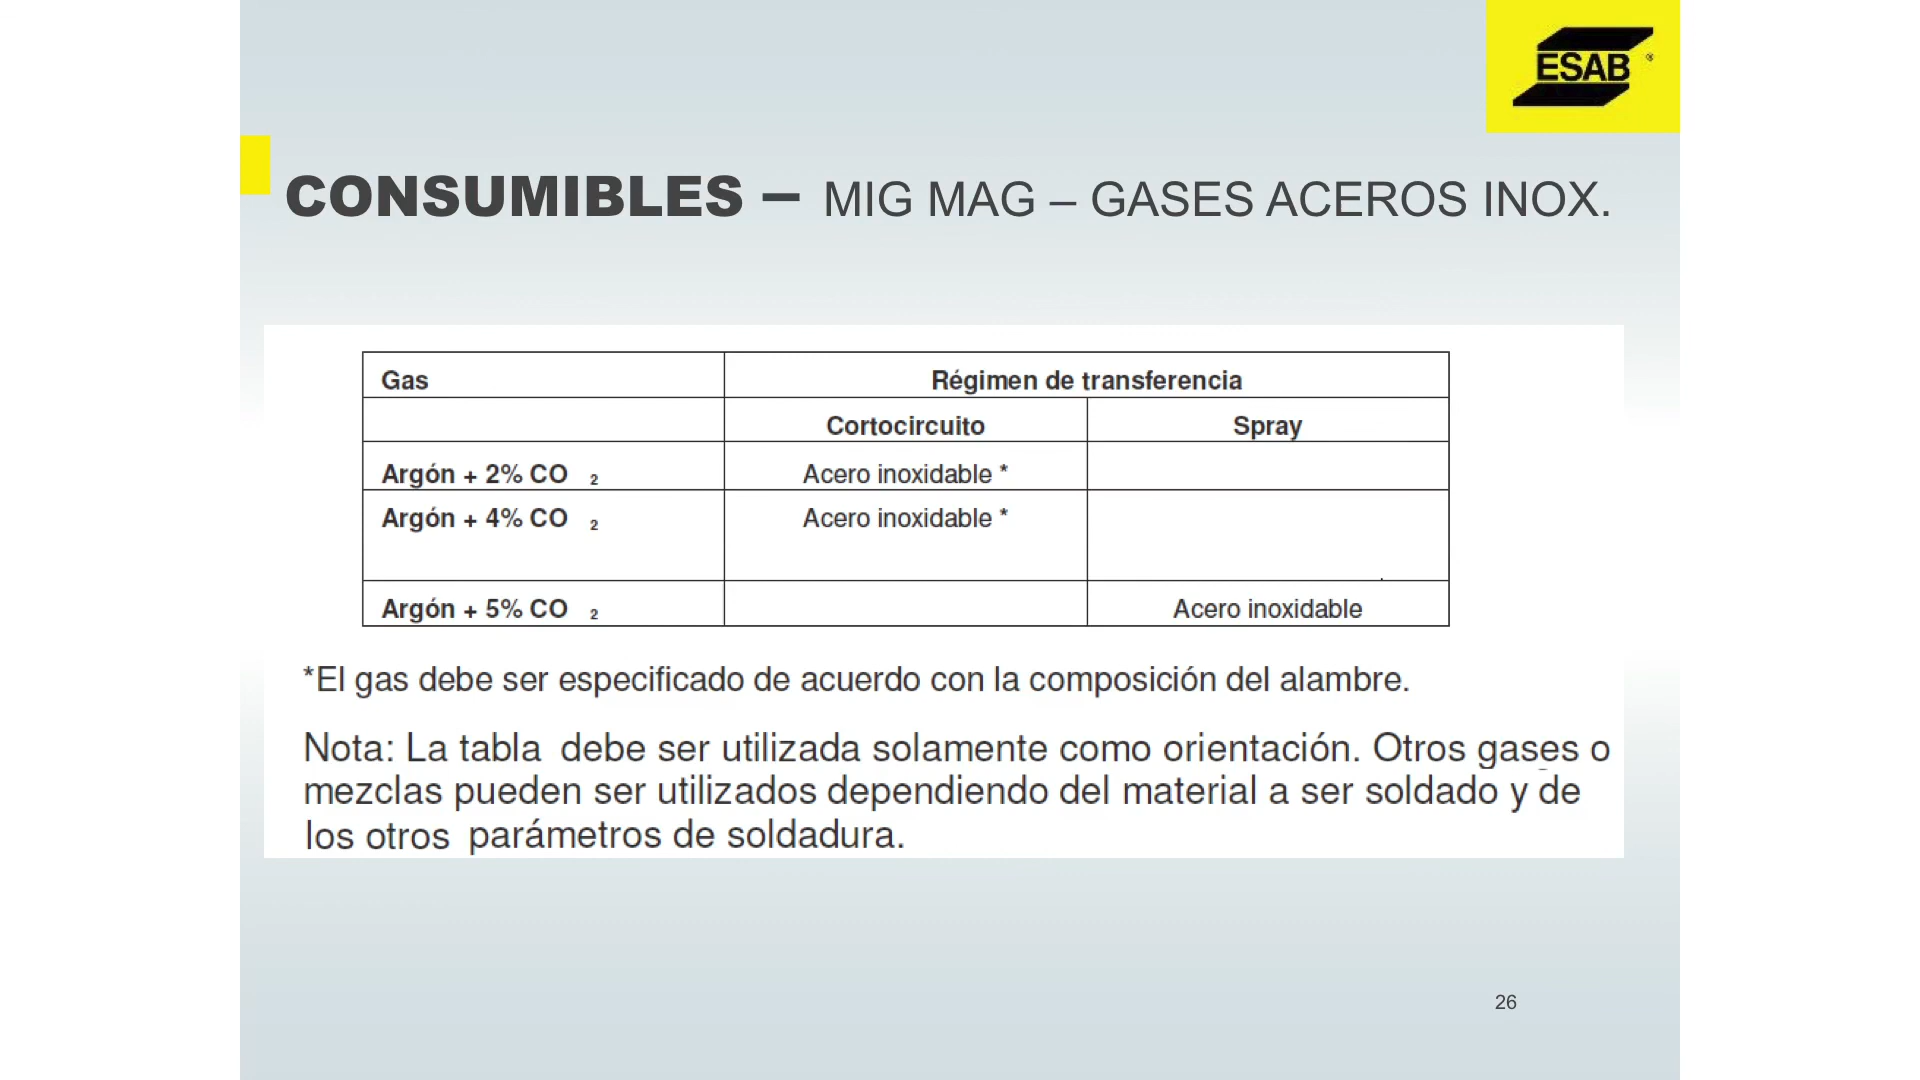 ESAB ®
CONSUMIBLES – MIG MAG – GASES ACEROS INOX.
Gas Régimen de transferencia
Cortocircuito Spray
Argón + 2% CO 2 Acero inoxidable *
Argón + 4% CO 2 Acero inoxidable *
Argón + 5% CO 2 Acero inoxidable
*El gas debe ser especificado de acuerdo con la composición del alambre.
Nota: La tabla debe ser utilizada solamente como orientación. Otros gases o
mezclas pueden ser utilizados dependiendo del material a ser soldado y de
los otros parámetros de soldadura.
26